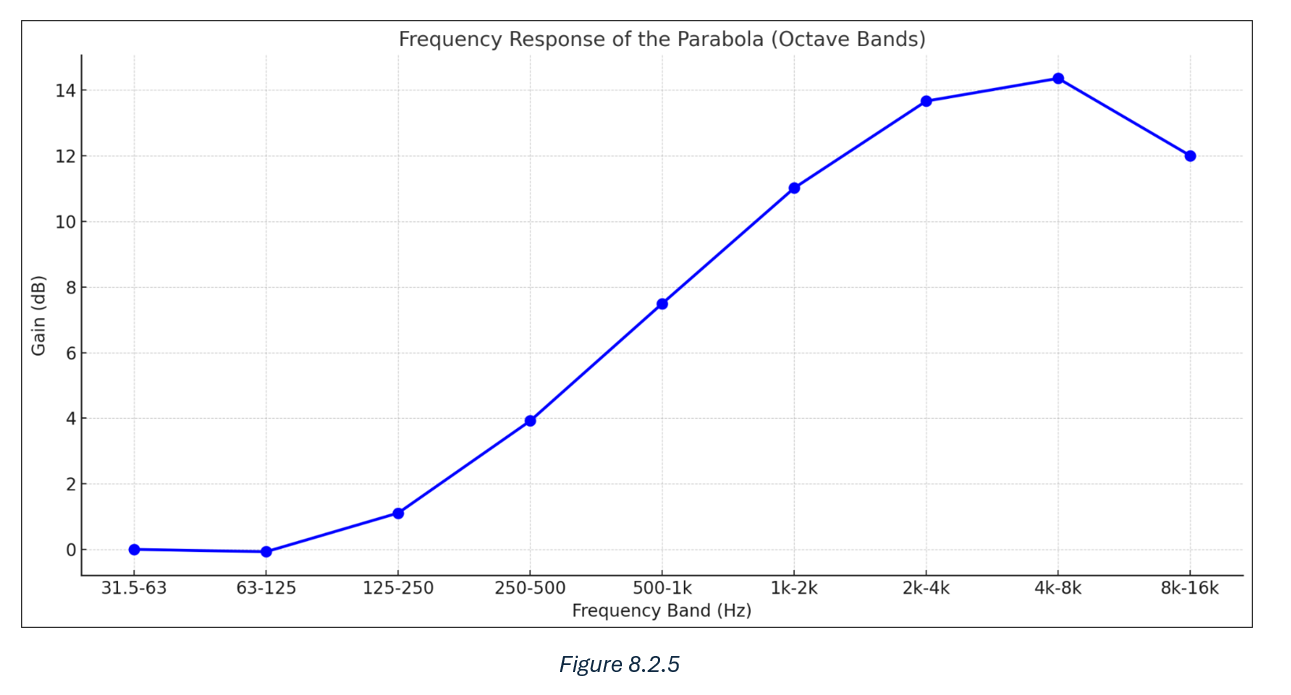 Frequency Response of the Parabola (Octave Bands)
Gain (dB)
14
12
10
8
6
4
2
0
31.5-63 63-125 125-250 250-500 500-1k 1k-2k 2k-4k 4k-8k 8k-16k
Frequency Band (Hz)
Figure 8.2.5